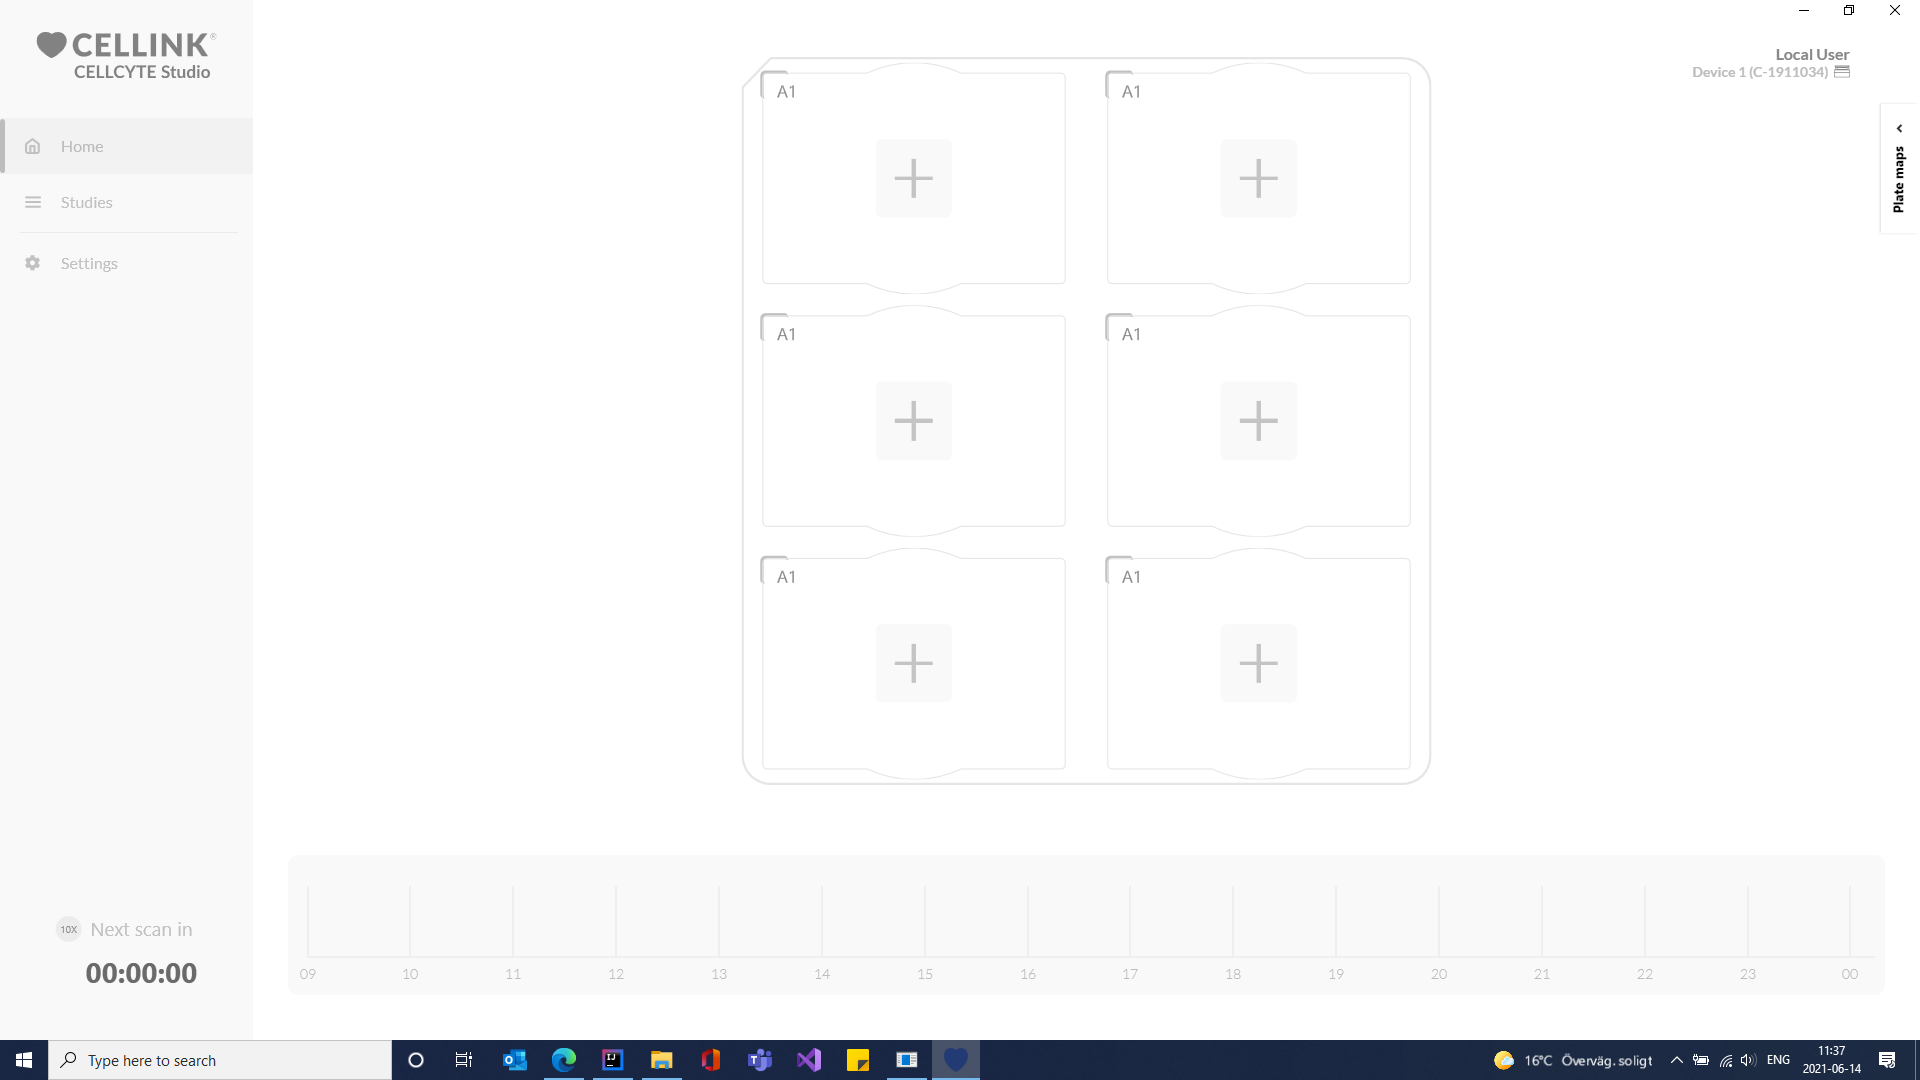 CELLINK®
CELLCYTE Studio
Home
Studies
Settings
10X Next scan in
00:00:00
A1 A1
A1 A1
A1 A1
Local User
Device 1 (C-1911034)
Plate maps
09 10 11 12 13 14 15 16 17 18 19 20 21 22 23 00
Type here to search
16°C Överväg. soligt
ENG
11:37
2021-06-14